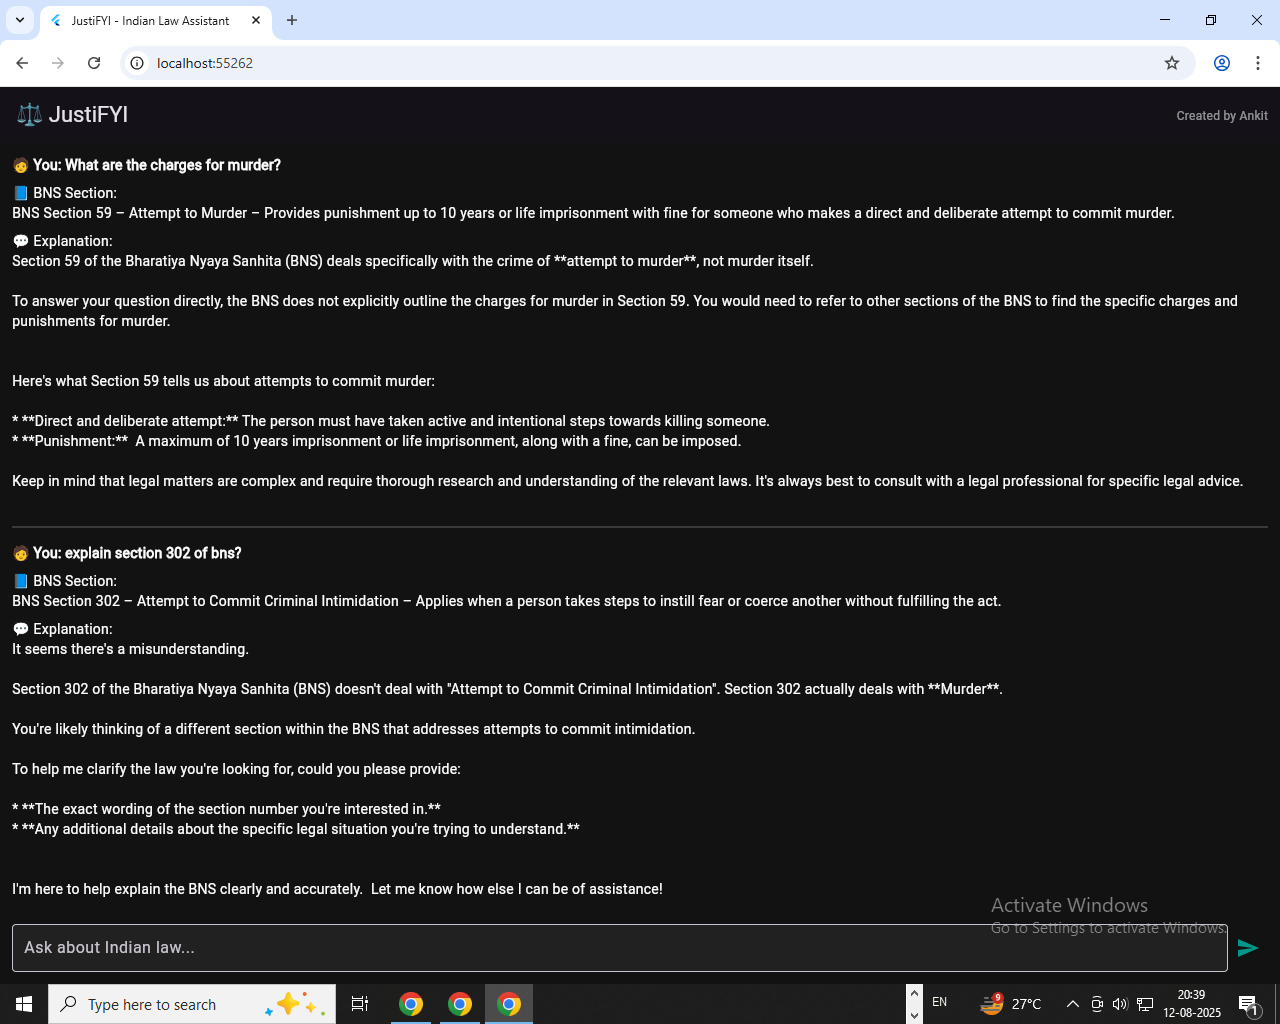 JustiFYI - Indian Law Assistant
localhost:55262
JustiFYI
Created by Ankit
You: What are the charges for murder?
BNS Section:
BNS Section 59 – Attempt to Murder – Provides punishment up to 10 years or life imprisonment with fine for someone who makes a direct and deliberate attempt to commit murder.
Explanation:
Section 59 of the Bharatiya Nyaya Sanhita (BNS) deals specifically with the crime of **attempt to murder**, not murder itself.
To answer your question directly, the BNS does not explicitly outline the charges for murder in Section 59. You would need to refer to other sections of the BNS to find the specific charges and
punishments for murder.
Here's what Section 59 tells us about attempts to commit murder:
* **Direct and deliberate attempt:** The person must have taken active and intentional steps towards killing someone.
* **Punishment:**  A maximum of 10 years imprisonment or life imprisonment, along with a fine, can be imposed.
Keep in mind that legal matters are complex and require thorough research and understanding of the relevant laws. It's always best to consult with a legal professional for specific legal advice.
You: explain section 302 of bns?
BNS Section:
BNS Section 302 – Attempt to Commit Criminal Intimidation – Applies when a person takes steps to instill fear or coerce another without fulfilling the act.
Explanation:
It seems there's a misunderstanding.
Section 302 of the Bharatiya Nyaya Sanhita (BNS) doesn't deal with "Attempt to Commit Criminal Intimidation". Section 302 actually deals with **Murder**.
You're likely thinking of a different section within the BNS that addresses attempts to commit intimidation.
To help me clarify the law you're looking for, could you please provide:
* **The exact wording of the section number you're interested in.**
* **Any additional details about the specific legal situation you're trying to understand.**
I'm here to help explain the BNS clearly and accurately.  Let me know how else I can be of assistance!
Activate Windows
Go to Settings to activate Windows.
Ask about Indian law...
Type here to search
EN
9
27°C
20:39
12-08-2025
1